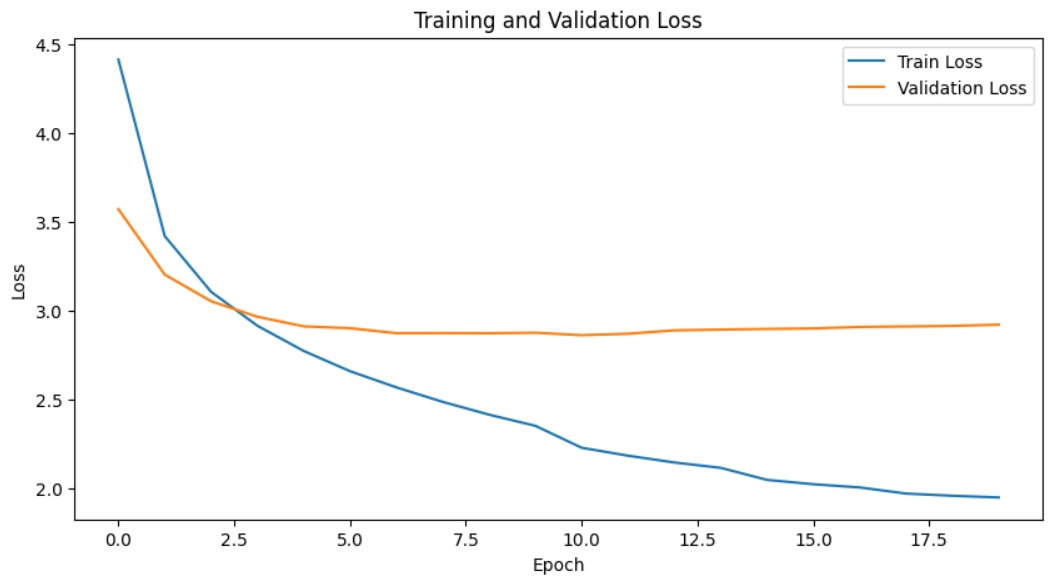 Training and Validation Loss
Train Loss
Validation Loss
Loss
4.5
4.0
3.5
3.0
2.5
2.0
0.0 2.5 5.0 7.5 10.0 12.5 15.0 17.5
Epoch